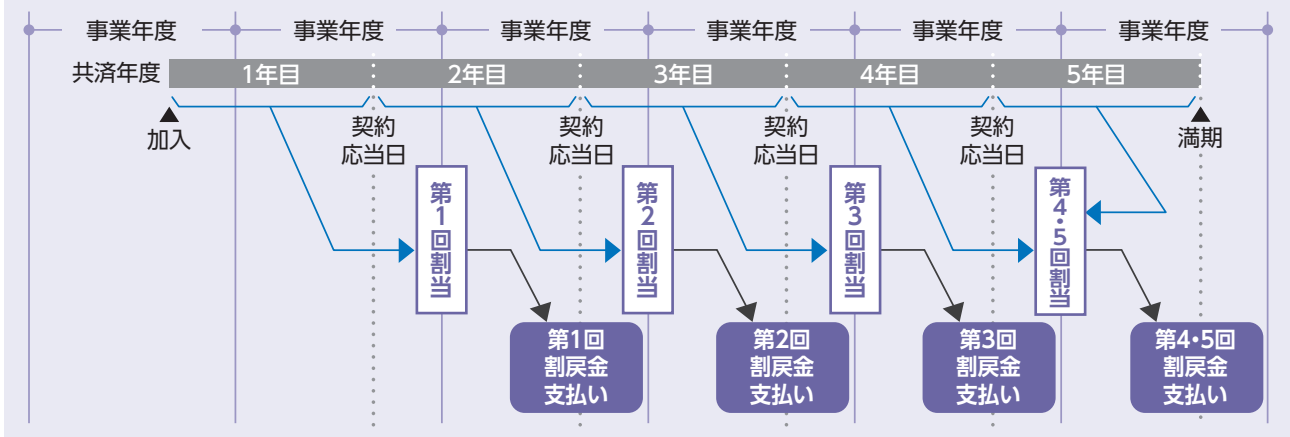 事業年度 事業年度 事業年度 事業年度 事業年度 事業年度
共済年度 1年目 2年目 3年目 4年目 5年目
加入
契約
応当日
契約
応当日
契約
応当日
契約
応当日
満期
第1回割当
第2回割当
第3回割当
第4・5回割当
第1回
割戻金
支払い
第2回
割戻金
支払い
第3回
割戻金
支払い
第4・5回
割戻金
支払い